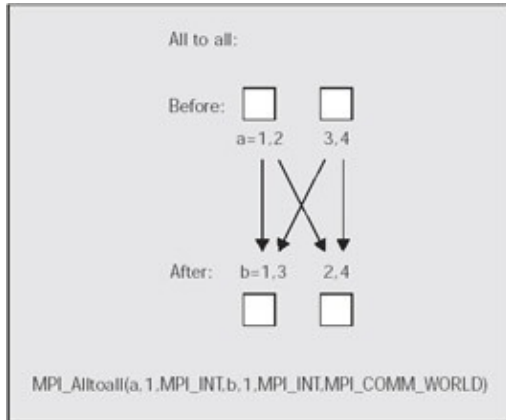 All to all:
Before:
a=1,2 3,4
After: b=1,3 2,4
MPI_Alltoall(a,1,MPI_INT,b,1,MPI_INT,MPI_COMM_WORLD)